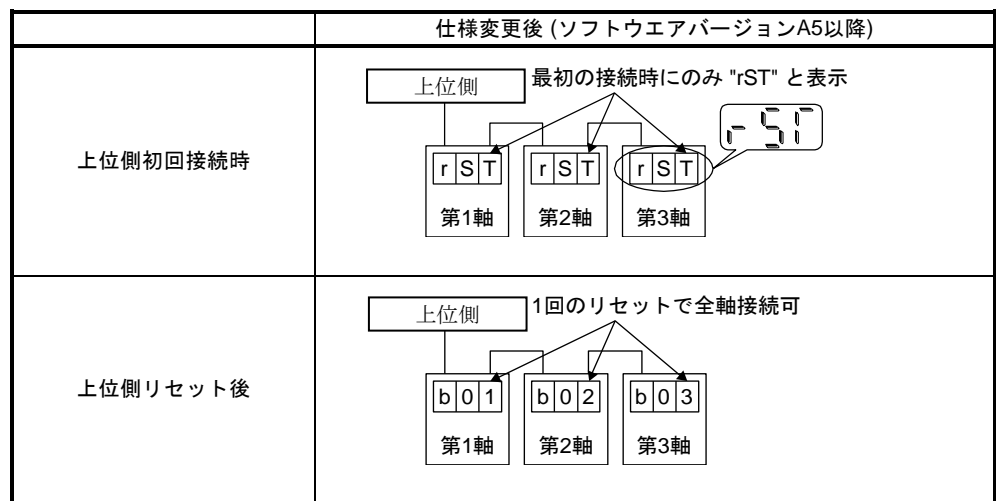 仕様変更後 (ソフトウエアバージョンA5以降)
上位側初回接続時
上位側
最初の接続時にのみ "rST" と表示
r S T
r S T
r S T
r ST
第1軸
第2軸
第3軸
上位側リセット後
上位側
1回のリセットで全軸接続可
b 0 1
b 0 2
b 0 3
第1軸
第2軸
第3軸